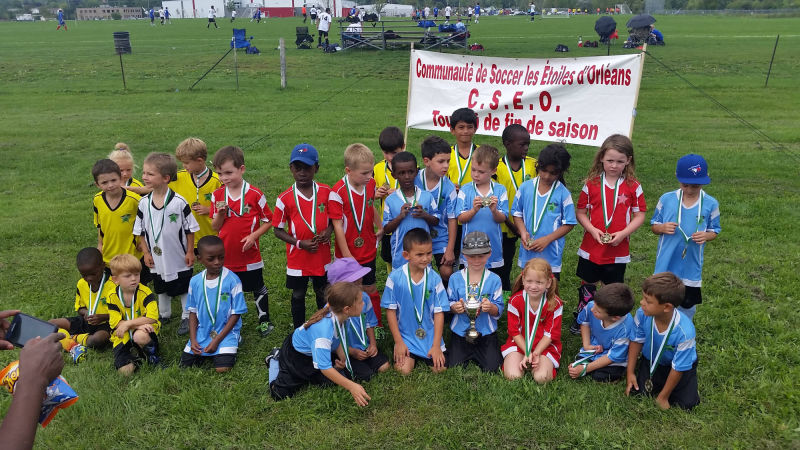 Communauté de Soccer les Étoiles d'Orléans
C.S.E.O.
de fin de saison